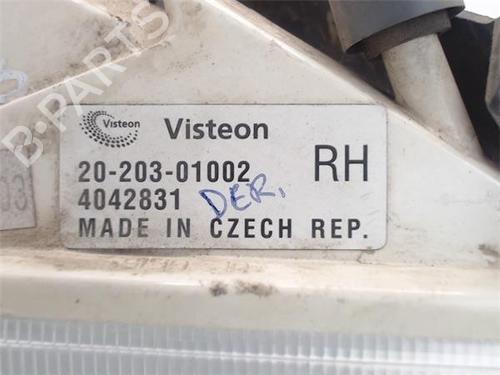 B-PARTS
Visteon Visteon
20-203-01002 RH
4042831 DER.
MADE IN CZECH REP.